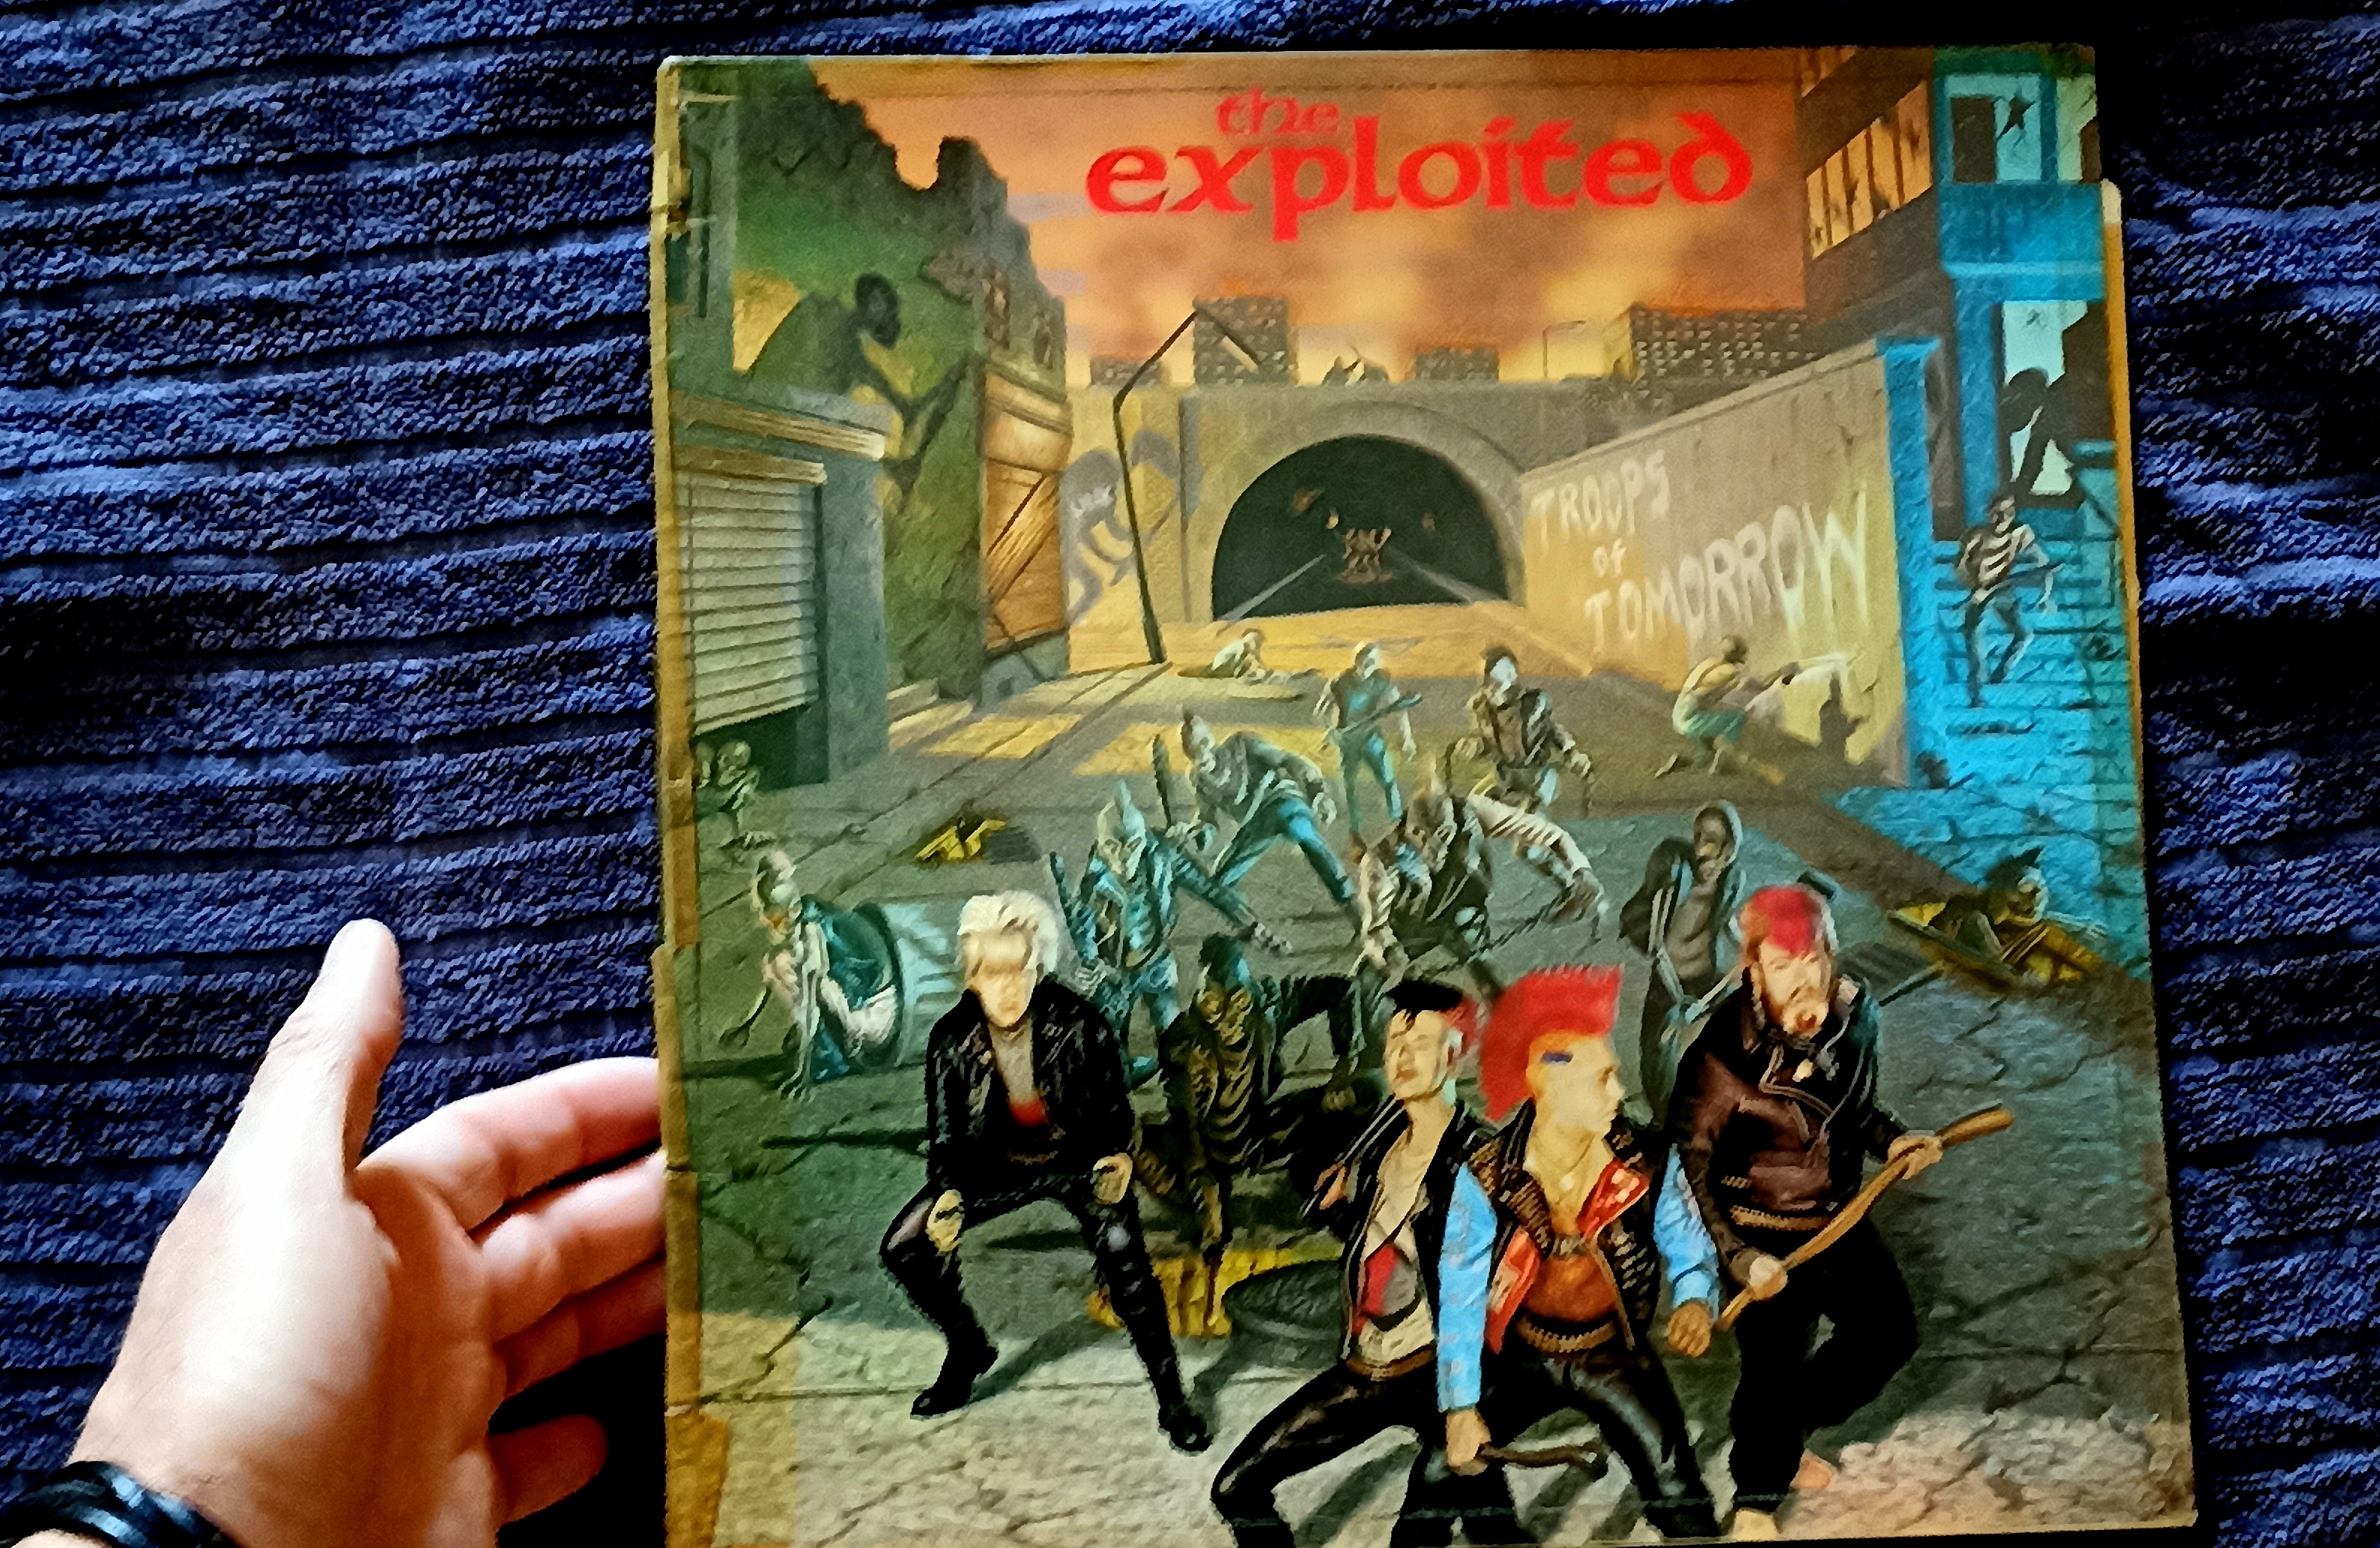 the
exploited
TROOPS
of
TOMORROW